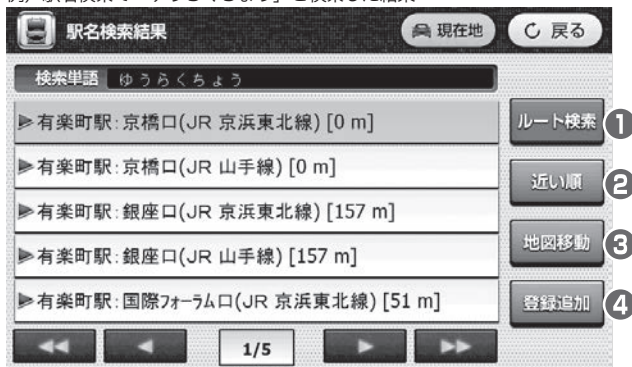 駅名検索結果
現在地
戻る
検索単語 ゆうらくちょう
有楽町駅:京橋口(JR 京浜東北線) [0 m]
有楽町駅:京橋口(JR 山手線) [0 m]
有楽町駅:銀座口(JR 京浜東北線) [157 m]
有楽町駅:銀座口(JR 山手線) [157 m]
有楽町駅:国際フォーラム口(JR 京浜東北線) [51 m]
ルート検索 1
近い順 2
地図移動 3
登録追加 4
1/5